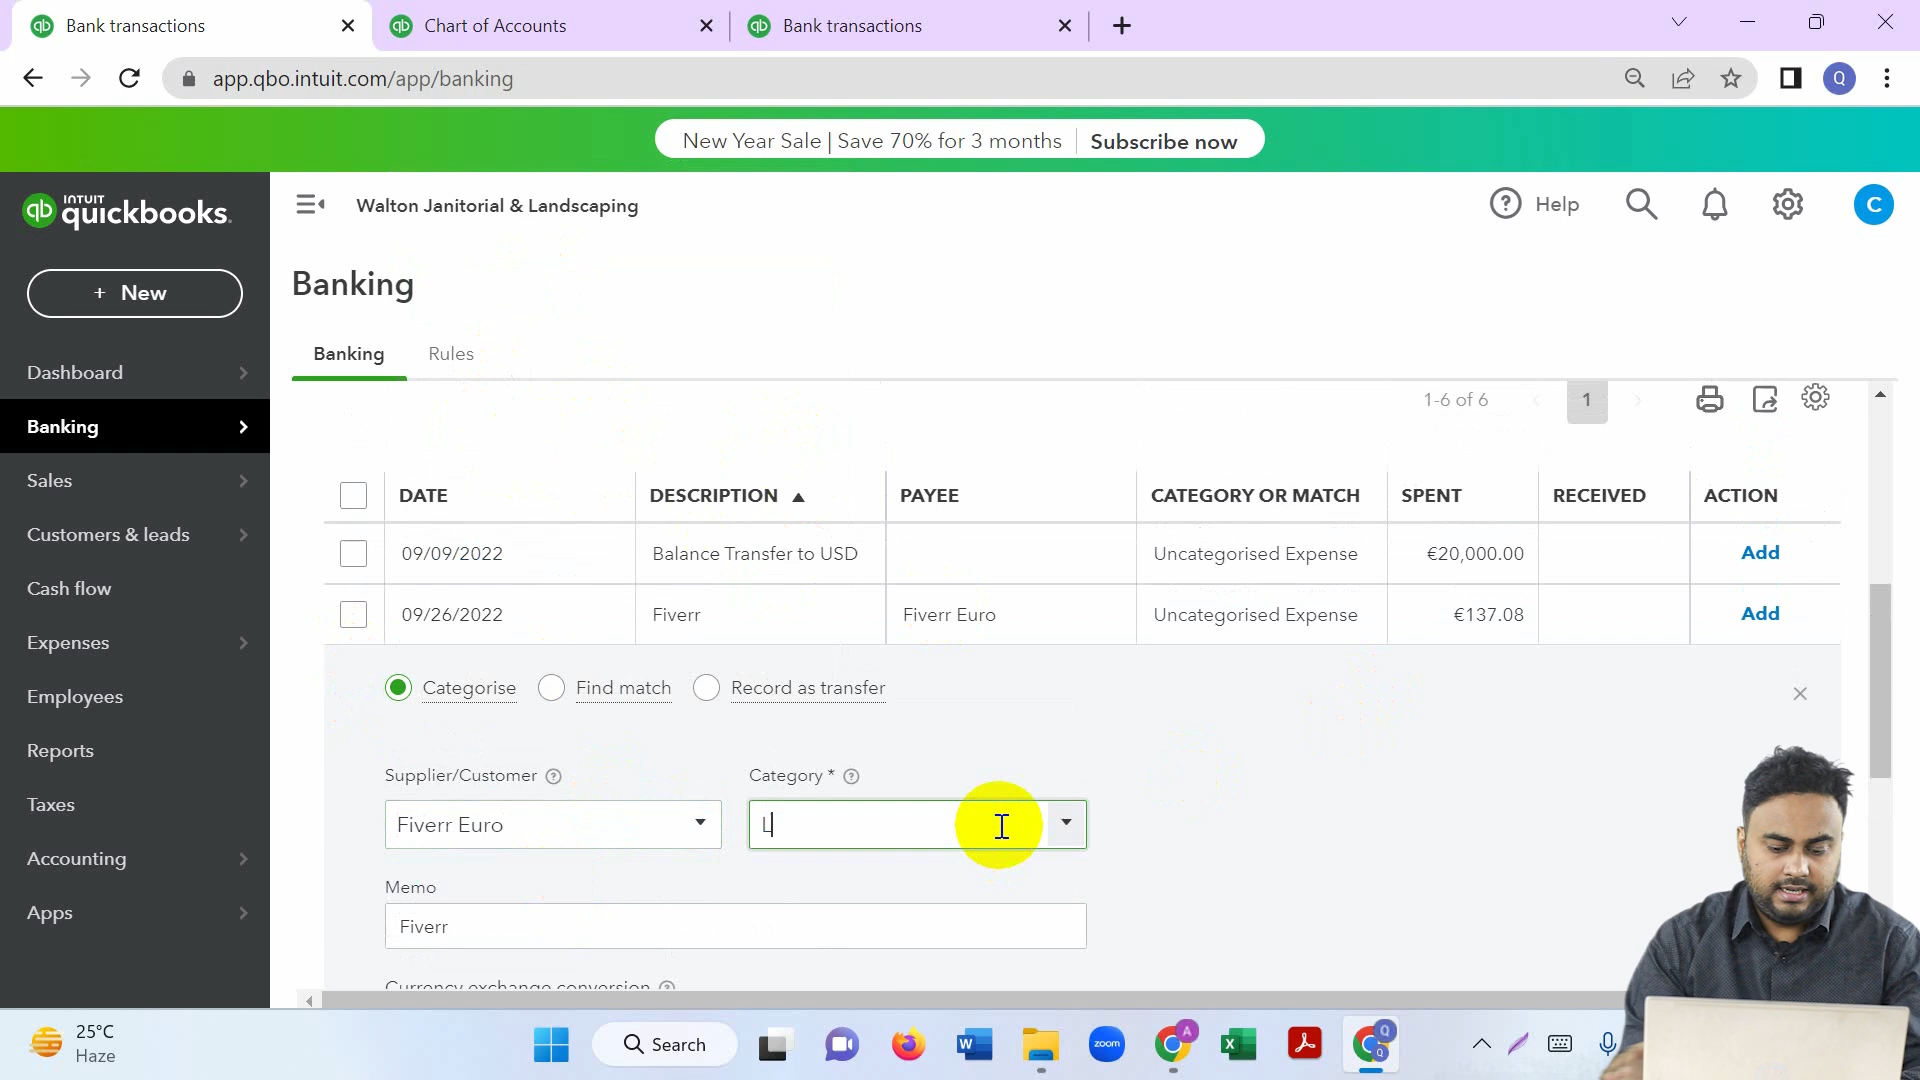 Bank transactions
Chart of Accounts
Bank transactions
app.qbo.intuit.com/app/banking
Q
New Year Sale | Save 70% for 3 months
Subscribe now
qb INTUIT quickbooks.
Walton Janitorial & Landscaping
Help
C
+ New
Dashboard
Banking
Sales
Customers & leads
Cash flow
Expenses
Employees
Reports
Taxes
Accounting
Apps
Banking
Banking
Rules
1-6 of 6
1
DATE
DESCRIPTION
PAYEE
CATEGORY OR MATCH
SPENT
RECEIVED
ACTION
09/09/2022
Balance Transfer to USD
Uncategorised Expense
€20,000.00
Add
09/26/2022
Fiverr
Fiverr Euro
Uncategorised Expense
€137.08
Add
Categorise
Find match
Record as transfer
Supplier/Customer
Category *
Fiverr Euro
L
Memo
Fiverr
Currency exchange conversion
25°C
Haze
Search
W
zoom
A
X
Q
Q